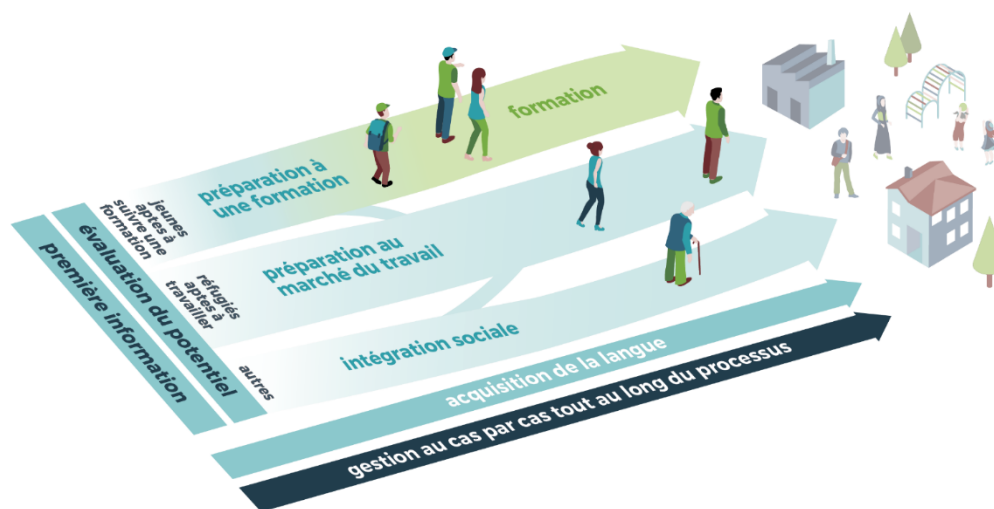 première information
évaluation du potentiel
jeunes
aptes à
suivre une
formation
préparation à
une formation
formation
réfugiés
aptes à
travailler
préparation au
marché du travail
autres
intégration sociale
acquisition de la langue
gestion au cas par cas tout au long du processus